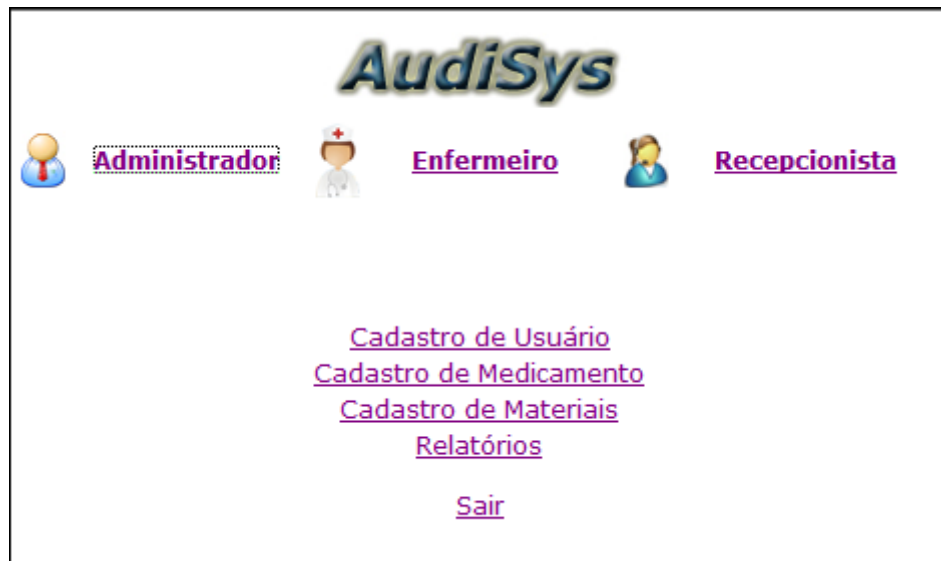 AudiSys
Administrador Enfermeiro Recepcionista
Cadastro de Usuário
Cadastro de Medicamento
Cadastro de Materiais
Relatórios
Sair